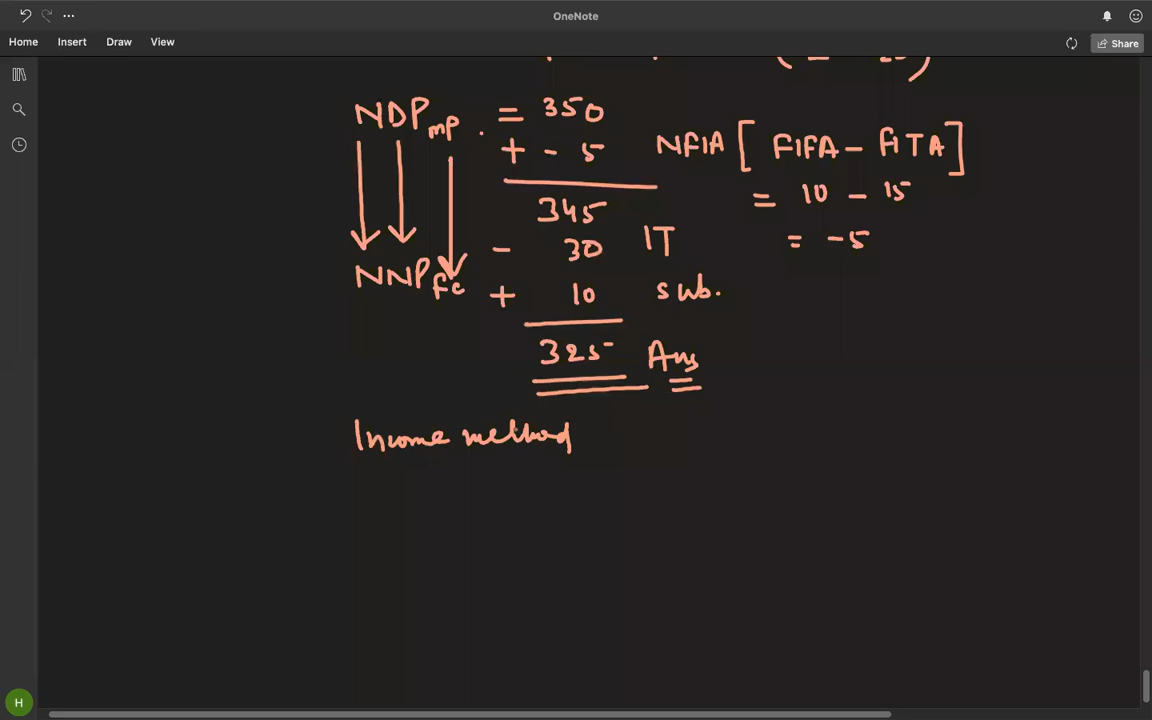 OneNote
Home Insert Draw View
Share
NDPmp. = 350
+ - 5 NFIA [ FIFA - FITA ]
= 10 - 15
345
- 30 IT
= -5
NNPfc
+ 10 sub.
325 Ans
Income method
H